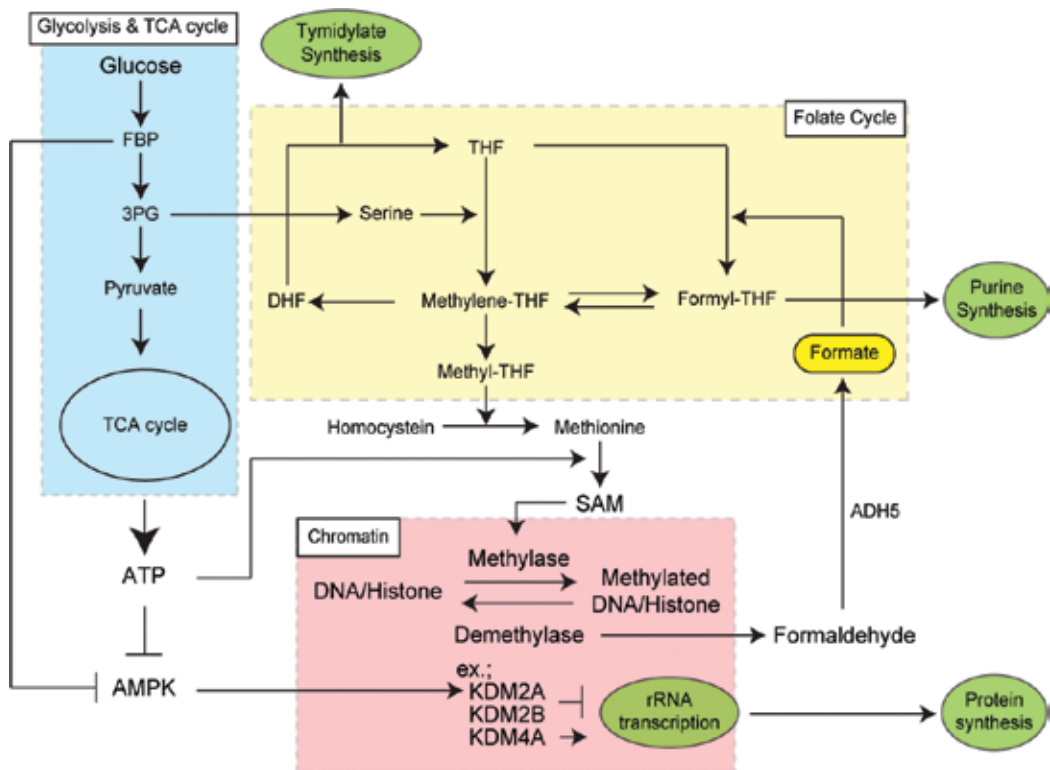 Glycolysis & TCA cycle
Glucose
FBP
3PG
Pyruvate
TCA cycle
ATP
AMPK
Tymidylate
Synthesis
Folate Cycle
THF
Serine
DHF
Methylene-THF
Formyl-THF
Purine
Synthesis
Formate
Methyl-THF
Homocystein
Methionine
SAM
ADH5
Chromatin
Methylase
DNA/Histone
Methylated
DNA/Histone
Demethylase
Formaldehyde
ex.;
KDM2A
KDM2B
KDM4A
rRNA
transcription
Protein
synthesis